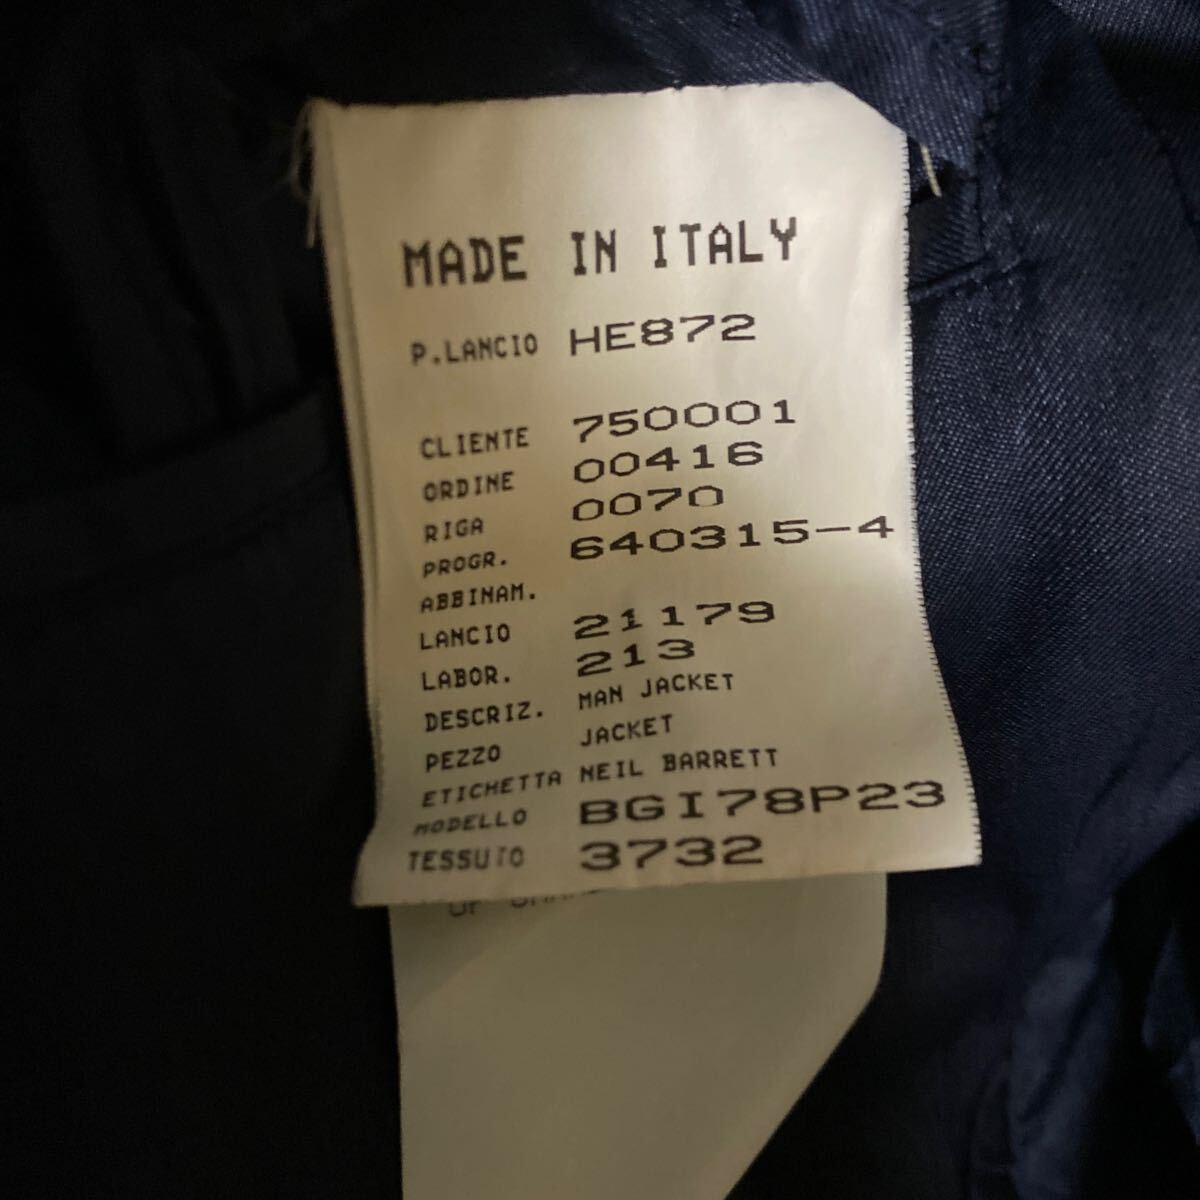 MADE IN ITALY
P.LANCIO HE872
CLIENTE 750001
ORDINE 00416
RIGA 0070
PROGR. 640315-4
ABBINAM.
LANCIO 21179
LABOR. 213
DESCRIZ. MAN JACKET
PEZZO JACKET
ETICHETTA NEIL BARRETT
MODELLO BGI78P23
TESSUTO 3732